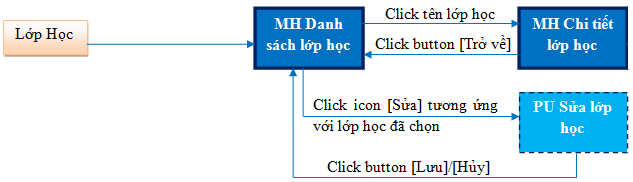 Lớp Học
MH Danh
sách lớp học
Click tên lớp học
Click button [Trở về]
MH Chi tiết
lớp học
Click icon [Sửa] tương ứng
với lớp học đã chọn
PU Sửa lớp
học
Click button [Lưu]/[Hủy]